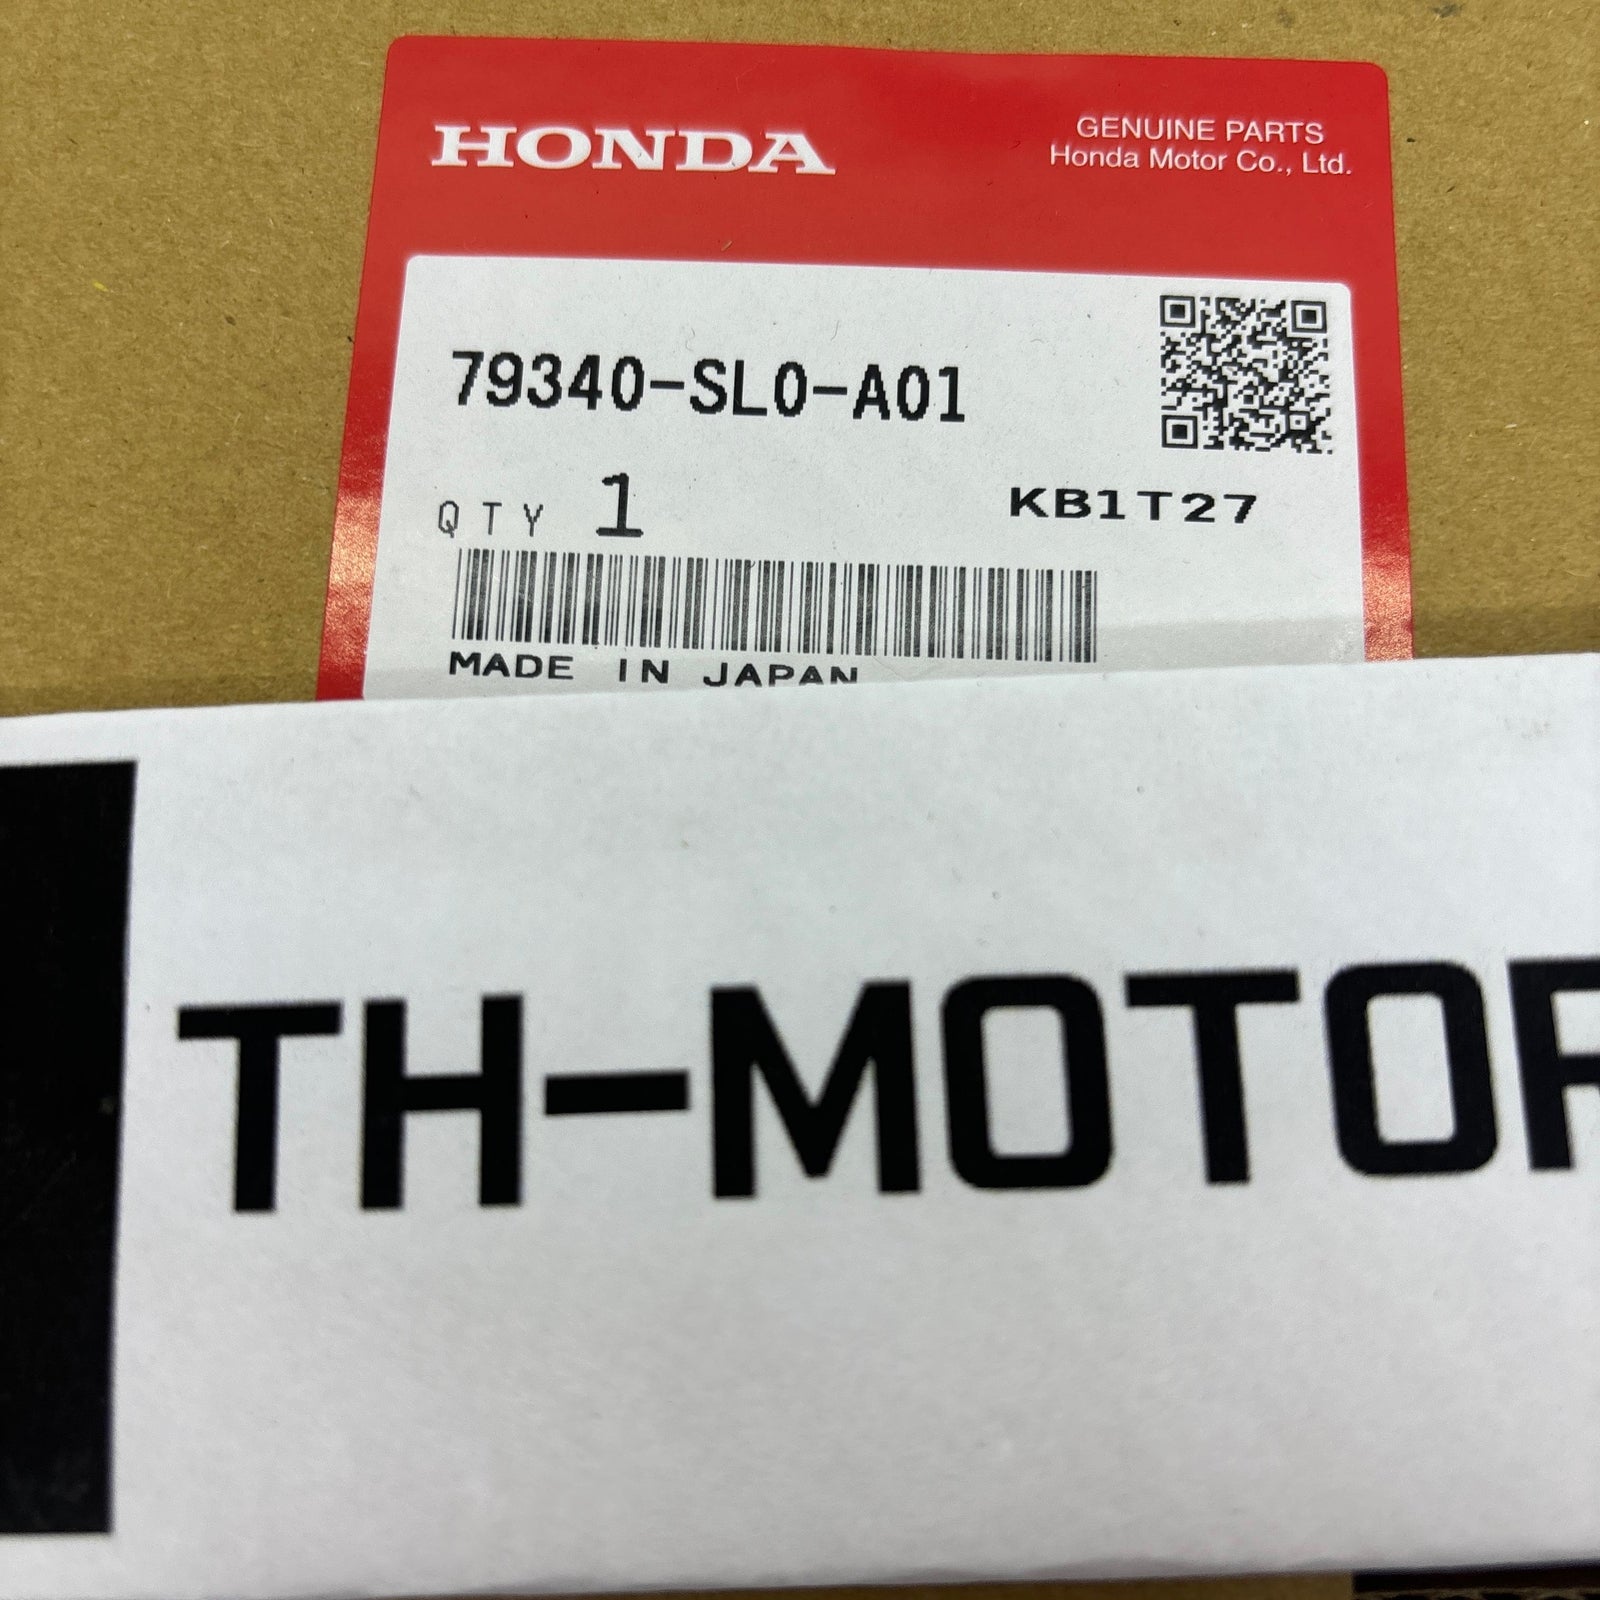 HONDA
GENUINE PARTS
Honda Motor Co., Ltd.
79340-SL0-A01
QTY 1
KB1T27
MADE IN JAPAN
TH-MOTOR